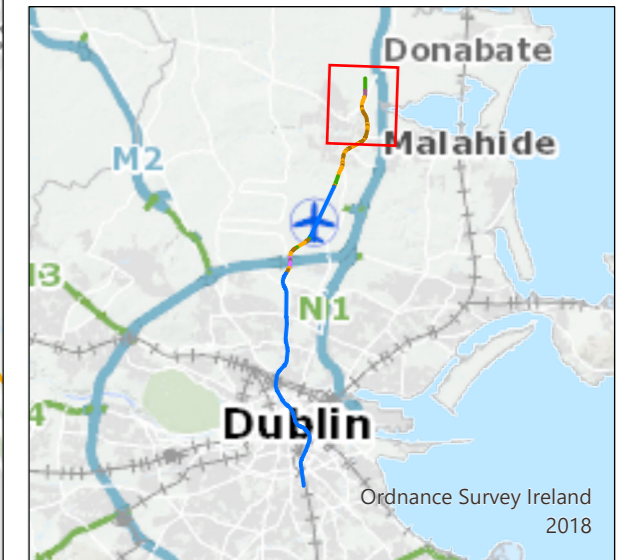 Donabate
M2
Malahide
N1
Dublin
Ordnance Survey Ireland
2018